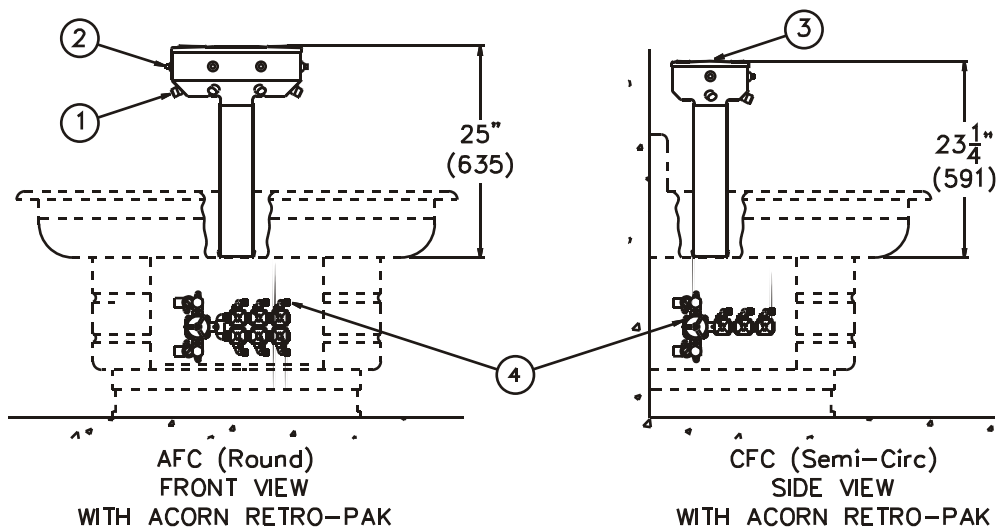 2
1
25"
(635)
3
23 1/4"
(591)
4
AFC (Round)
FRONT VIEW
WITH ACORN RETRO-PAK
CFC (Semi-Circ)
SIDE VIEW
WITH ACORN RETRO-PAK